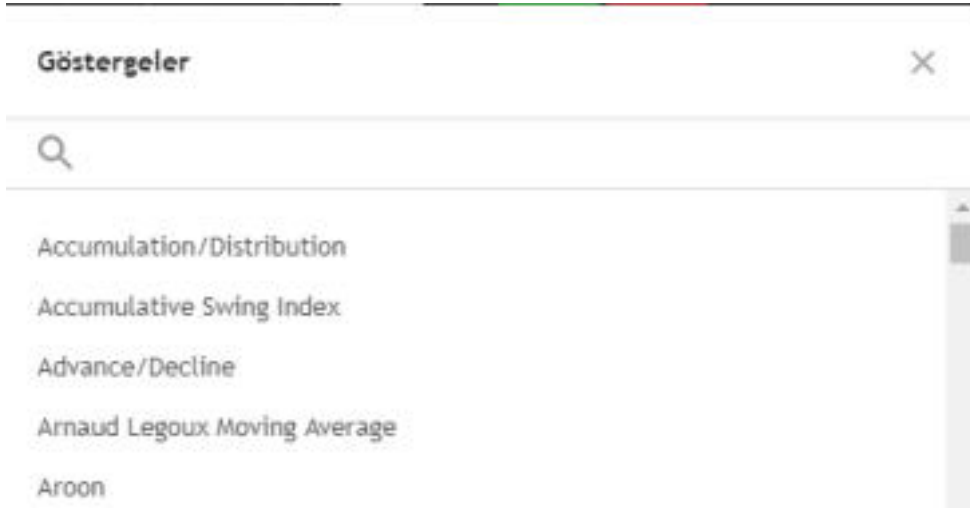 Göstergeler
Accumulation/Distribution
Accumulative Swing Index
Advance/Decline
Arnaud Legoux Moving Average
Aroon